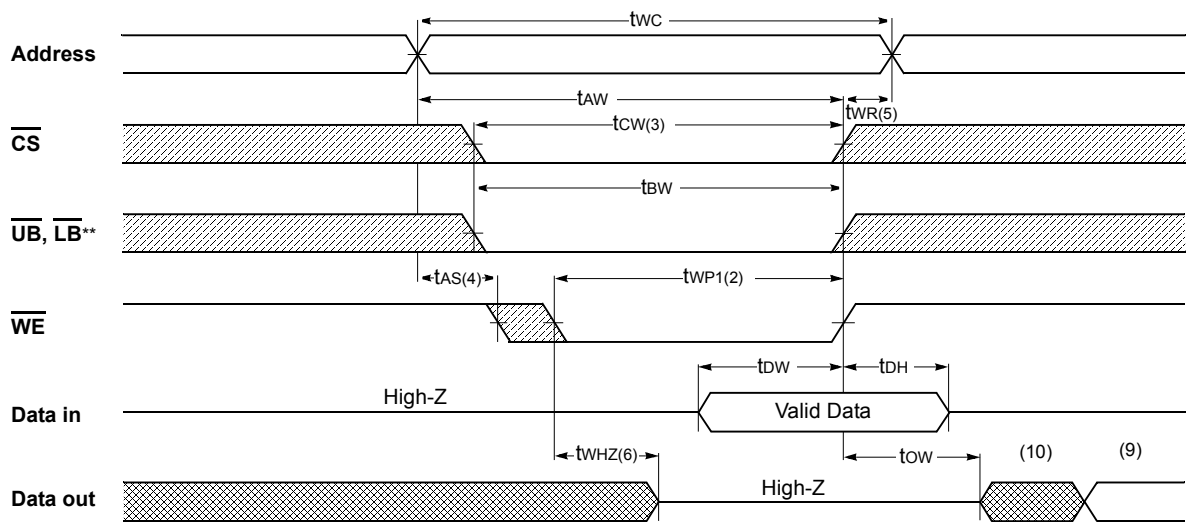 tWC
Address
tAW
tWR(5)
tCW(3)
CS
tBW
UB, LB**
tAS(4)
tWP1(2)
WE
tDW
tDH
High-Z
Valid Data
Data in
tWHZ(6)
tOW
(10)
(9)
High-Z
Data out